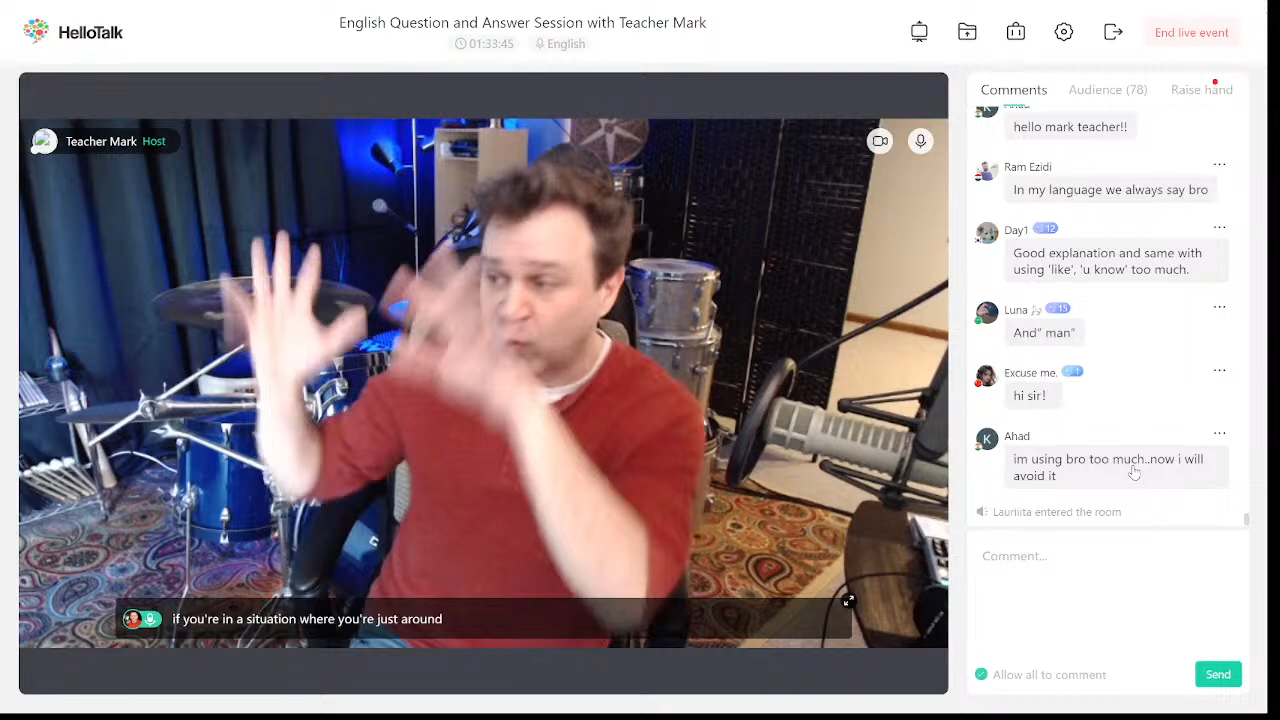 HelloTalk
English Question and Answer Session with Teacher Mark
01:33:45
English
End live event
Teacher Mark Host
if you're in a situation where you're just around
Comments
Audience (78)
Raise hand
hello mark teacher!!
Ram Ezidi
In my language we always say bro
Day1
12
Good explanation and same with
using 'like', 'u know' too much.
Luna
15
And" man"
Excuse me.
1
hi sir!
K
Ahad
im using bro too much..now i will
avoid it
Lauriita entered the room
Comment...
Allow all to comment
Send